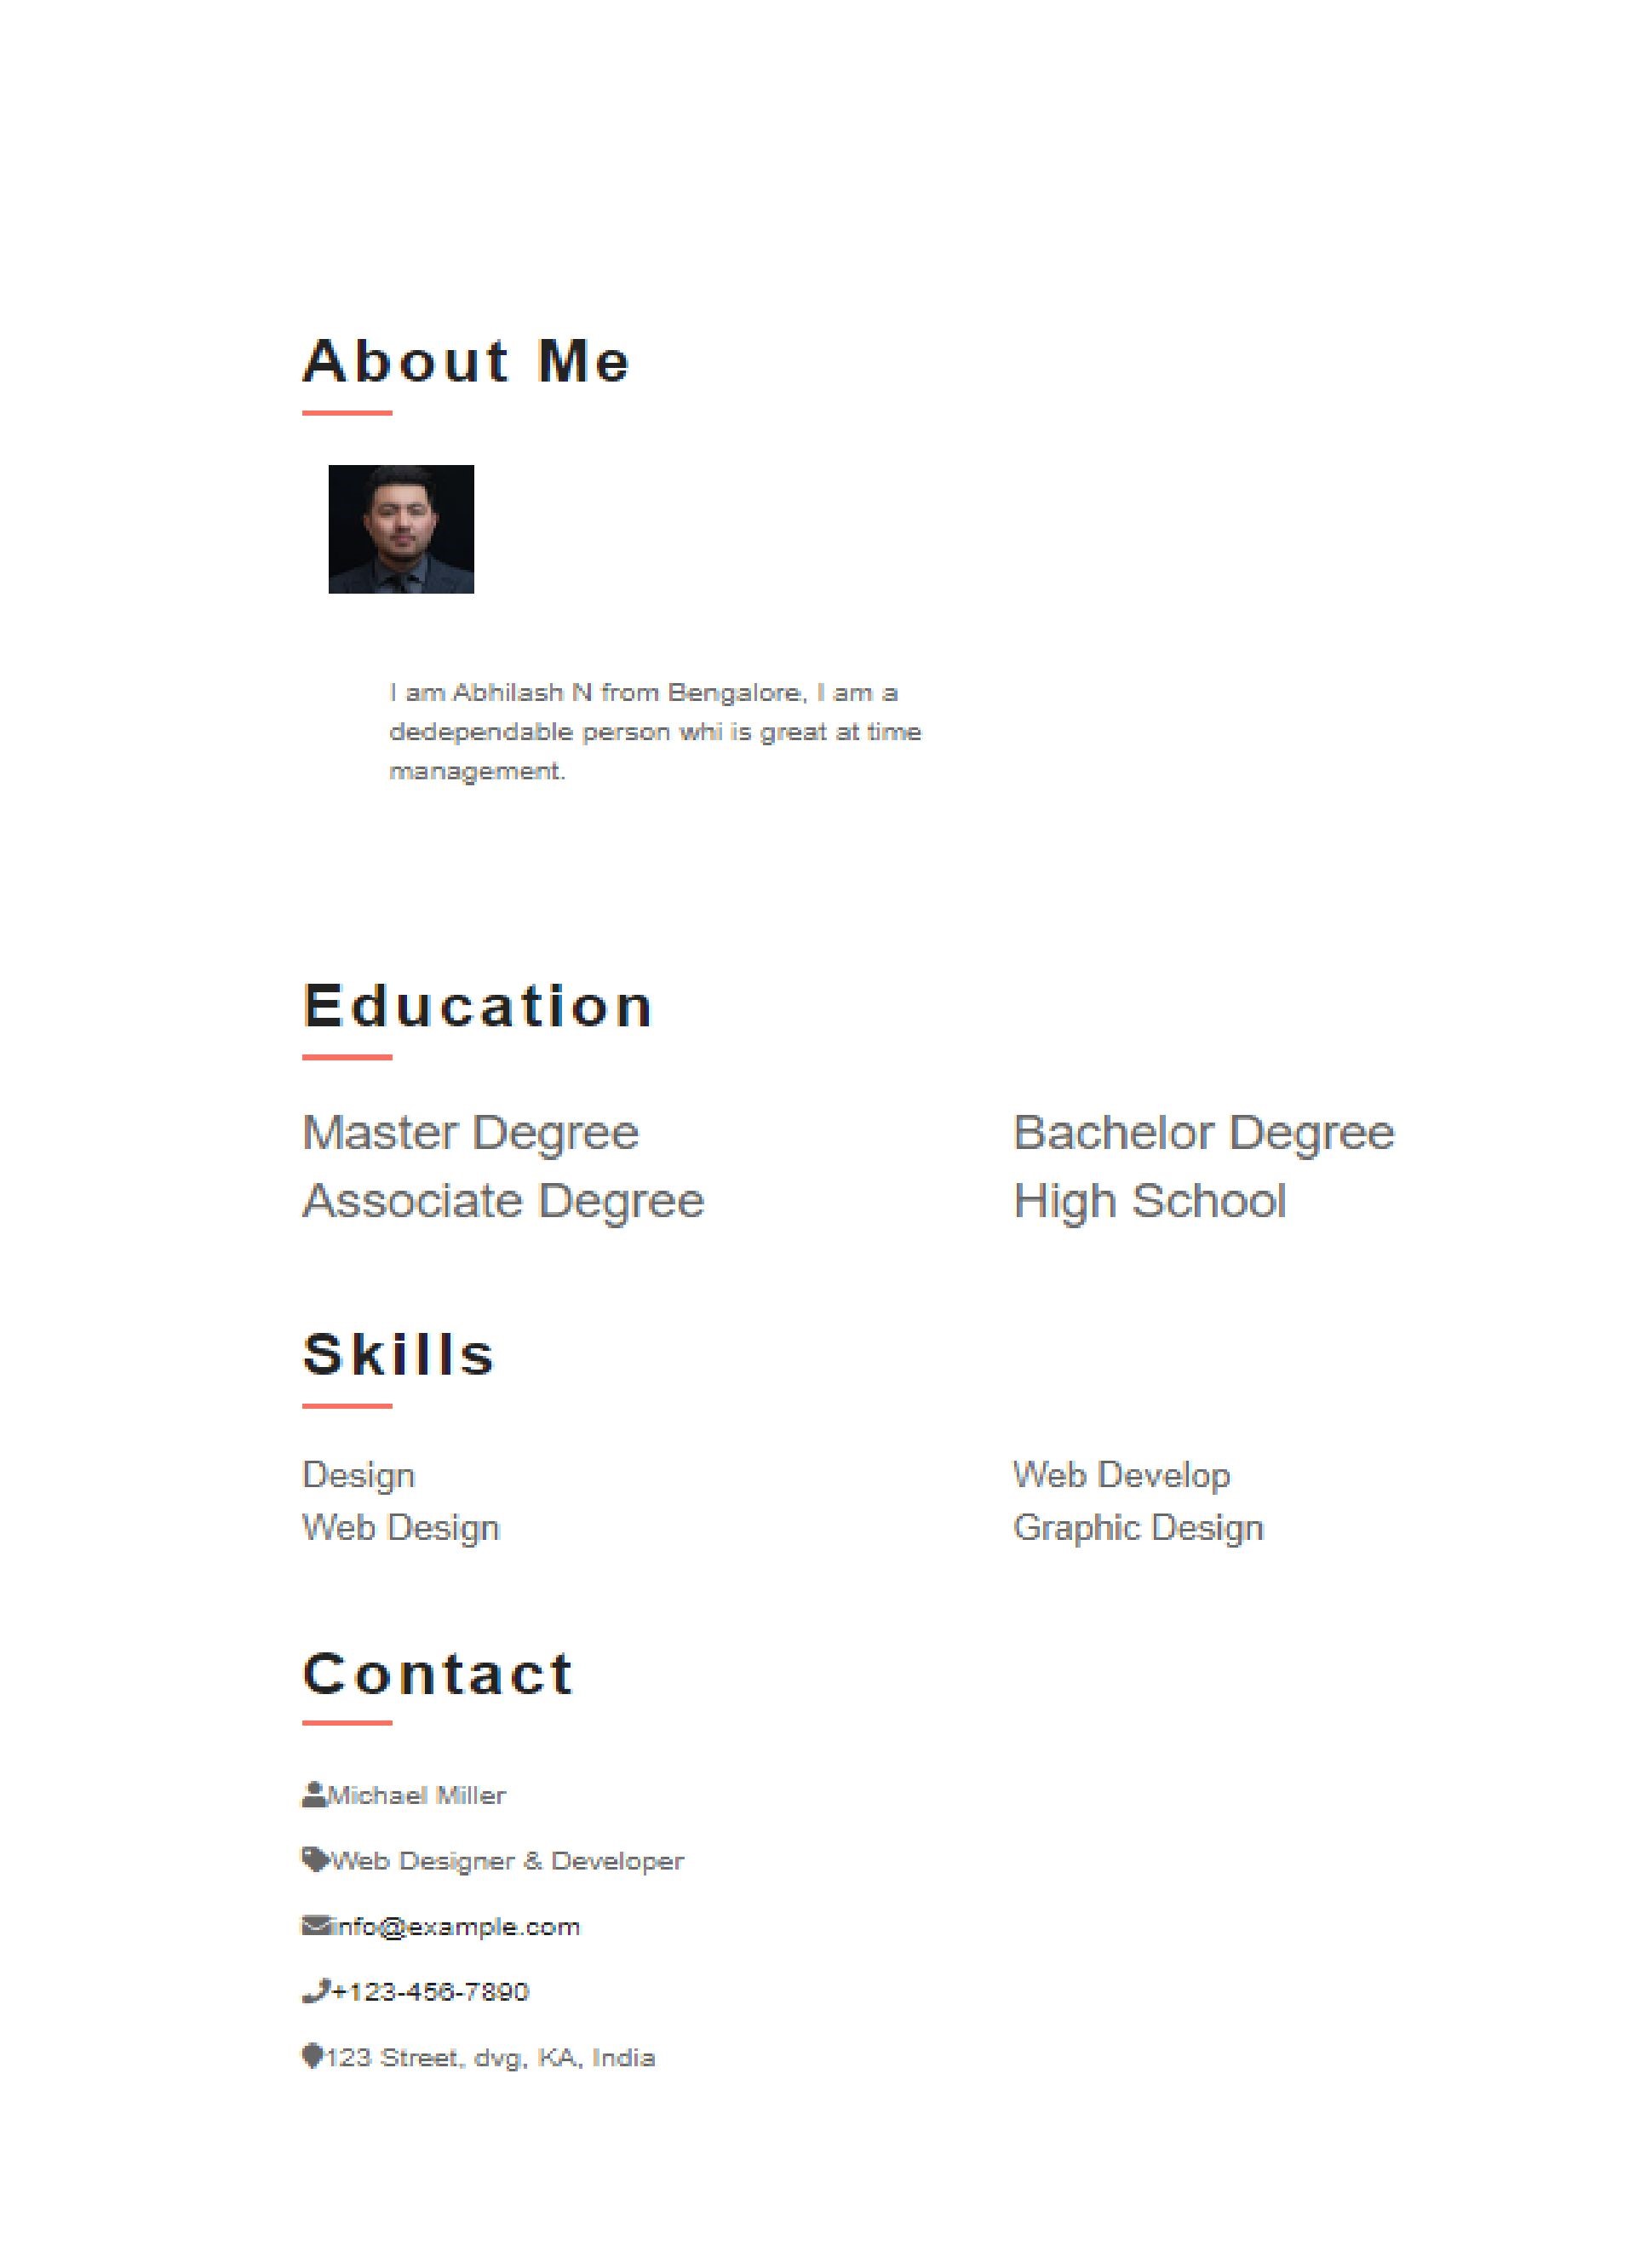 About Me
I am Abhilash N from Bengalore, I am a
dedependable person whi is great at time
management.
Education
Master Degree
Bachelor Degree
Associate Degree
High School
Skills
Design
Web Develop
Web Design
Graphic Design
Contact
Michael Miller
Web Designer & Developer
info@example.com
+123-456-7890
123 Street, dvg, KA, India